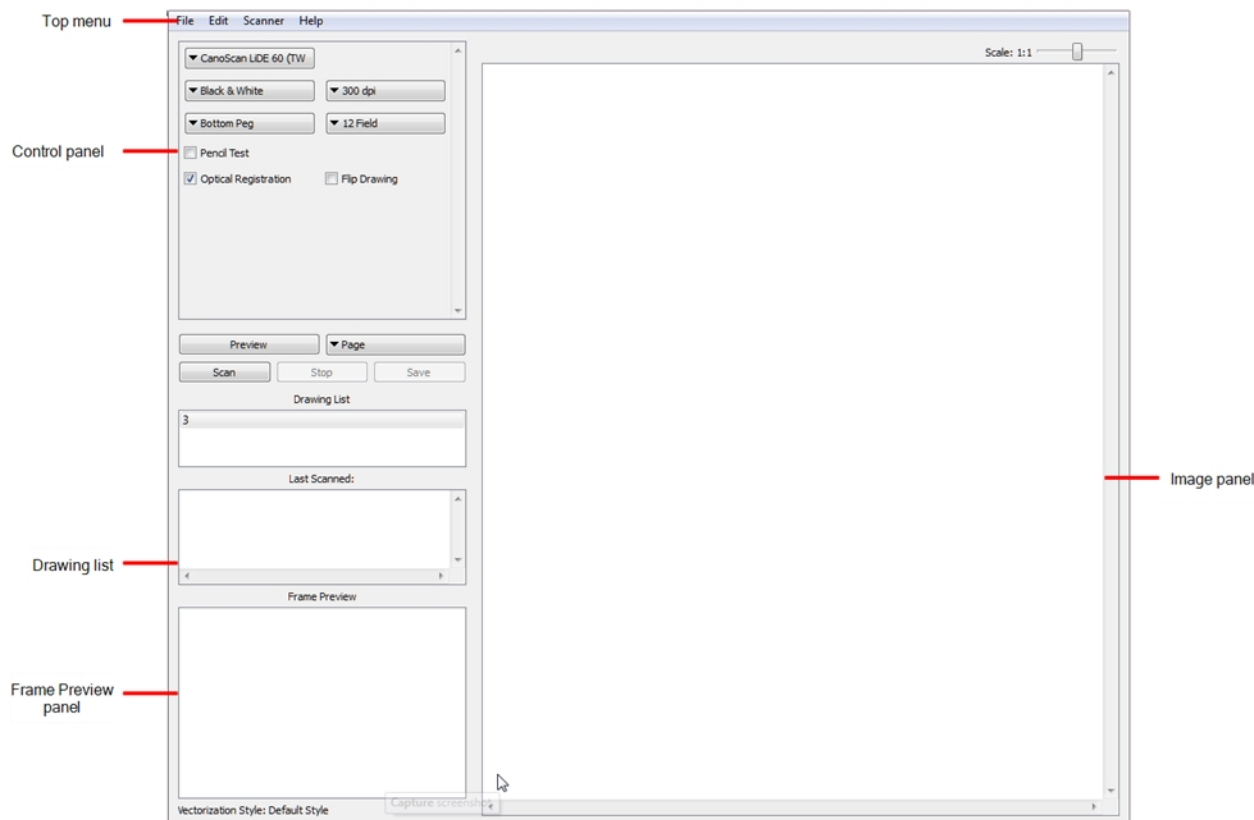 Top menu
File Edit Scanner Help
Scale: 1:1
CanoScan LiDE 60 (TW
Black & White 300 dpi
Bottom Peg 12 Field
Control panel
Pencil Test
Optical Registration Flip Drawing
Preview Page
Scan Stop Save
Drawing List
3
Last Scanned:
Image panel
Drawing list
Frame Preview
Frame Preview
panel
Capture screenshot
Vectorization Style: Default Style